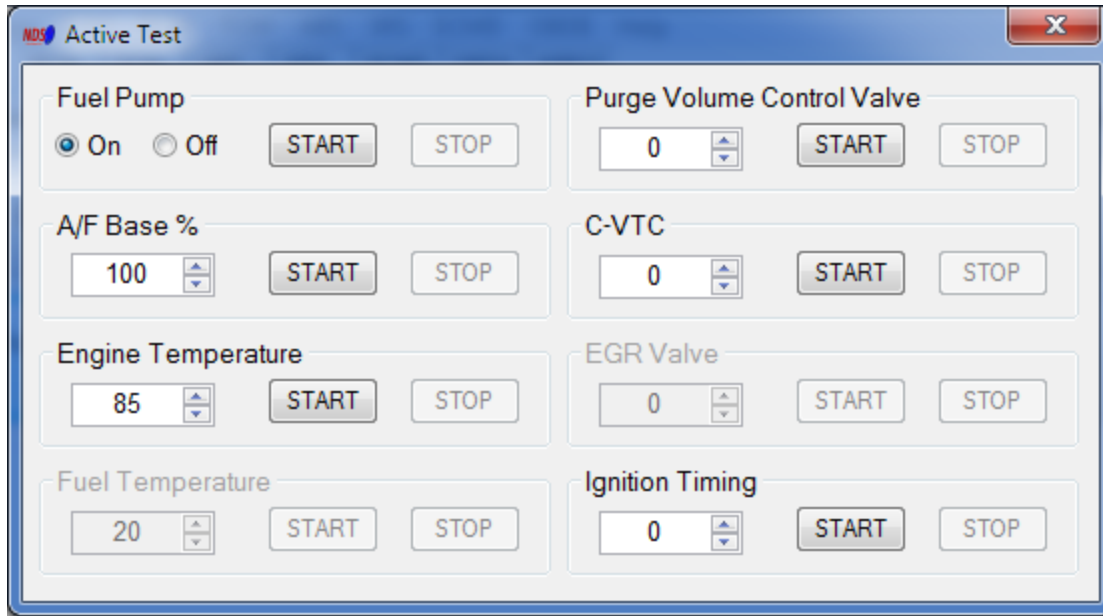 NDS Active Test
Fuel Pump
On Off START STOP
Purge Volume Control Valve
0 START STOP
A/F Base %
100 START STOP
C-VTC
0 START STOP
Engine Temperature
85 START STOP
EGR Valve
0 START STOP
Fuel Temperature
20 START STOP
Ignition Timing
0 START STOP